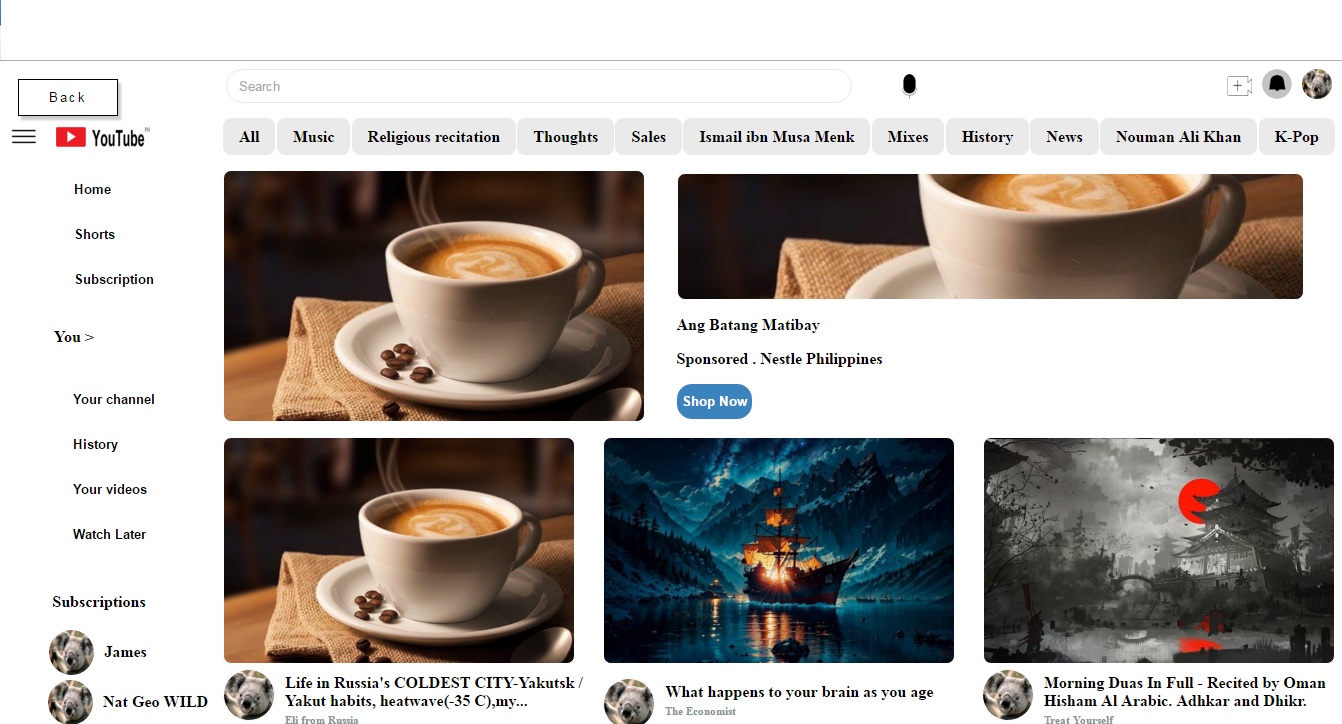 Back
Search
YouTube
All
Music
Religious recitation
Thoughts
Sales
Ismail ibn Musa Menk
Mixes
History
News
Nouman Ali Khan
K-Pop
Home
Shorts
Subscription
You >
Your channel
History
Your videos
Watch Later
Subscriptions
James
Nat Geo WILD
Ang Batang Matibay
Sponsored . Nestle Philippines
Shop Now
Life in Russia's COLDEST CITY-Yakutsk /
Yakut habits, heatwave(-35 C),my...
Eli from Russia
What happens to your brain as you age
The Economist
Morning Duas In Full - Recited by Oman
Hisham Al Arabic. Adhkar and Dhikr.
Treat Yourself